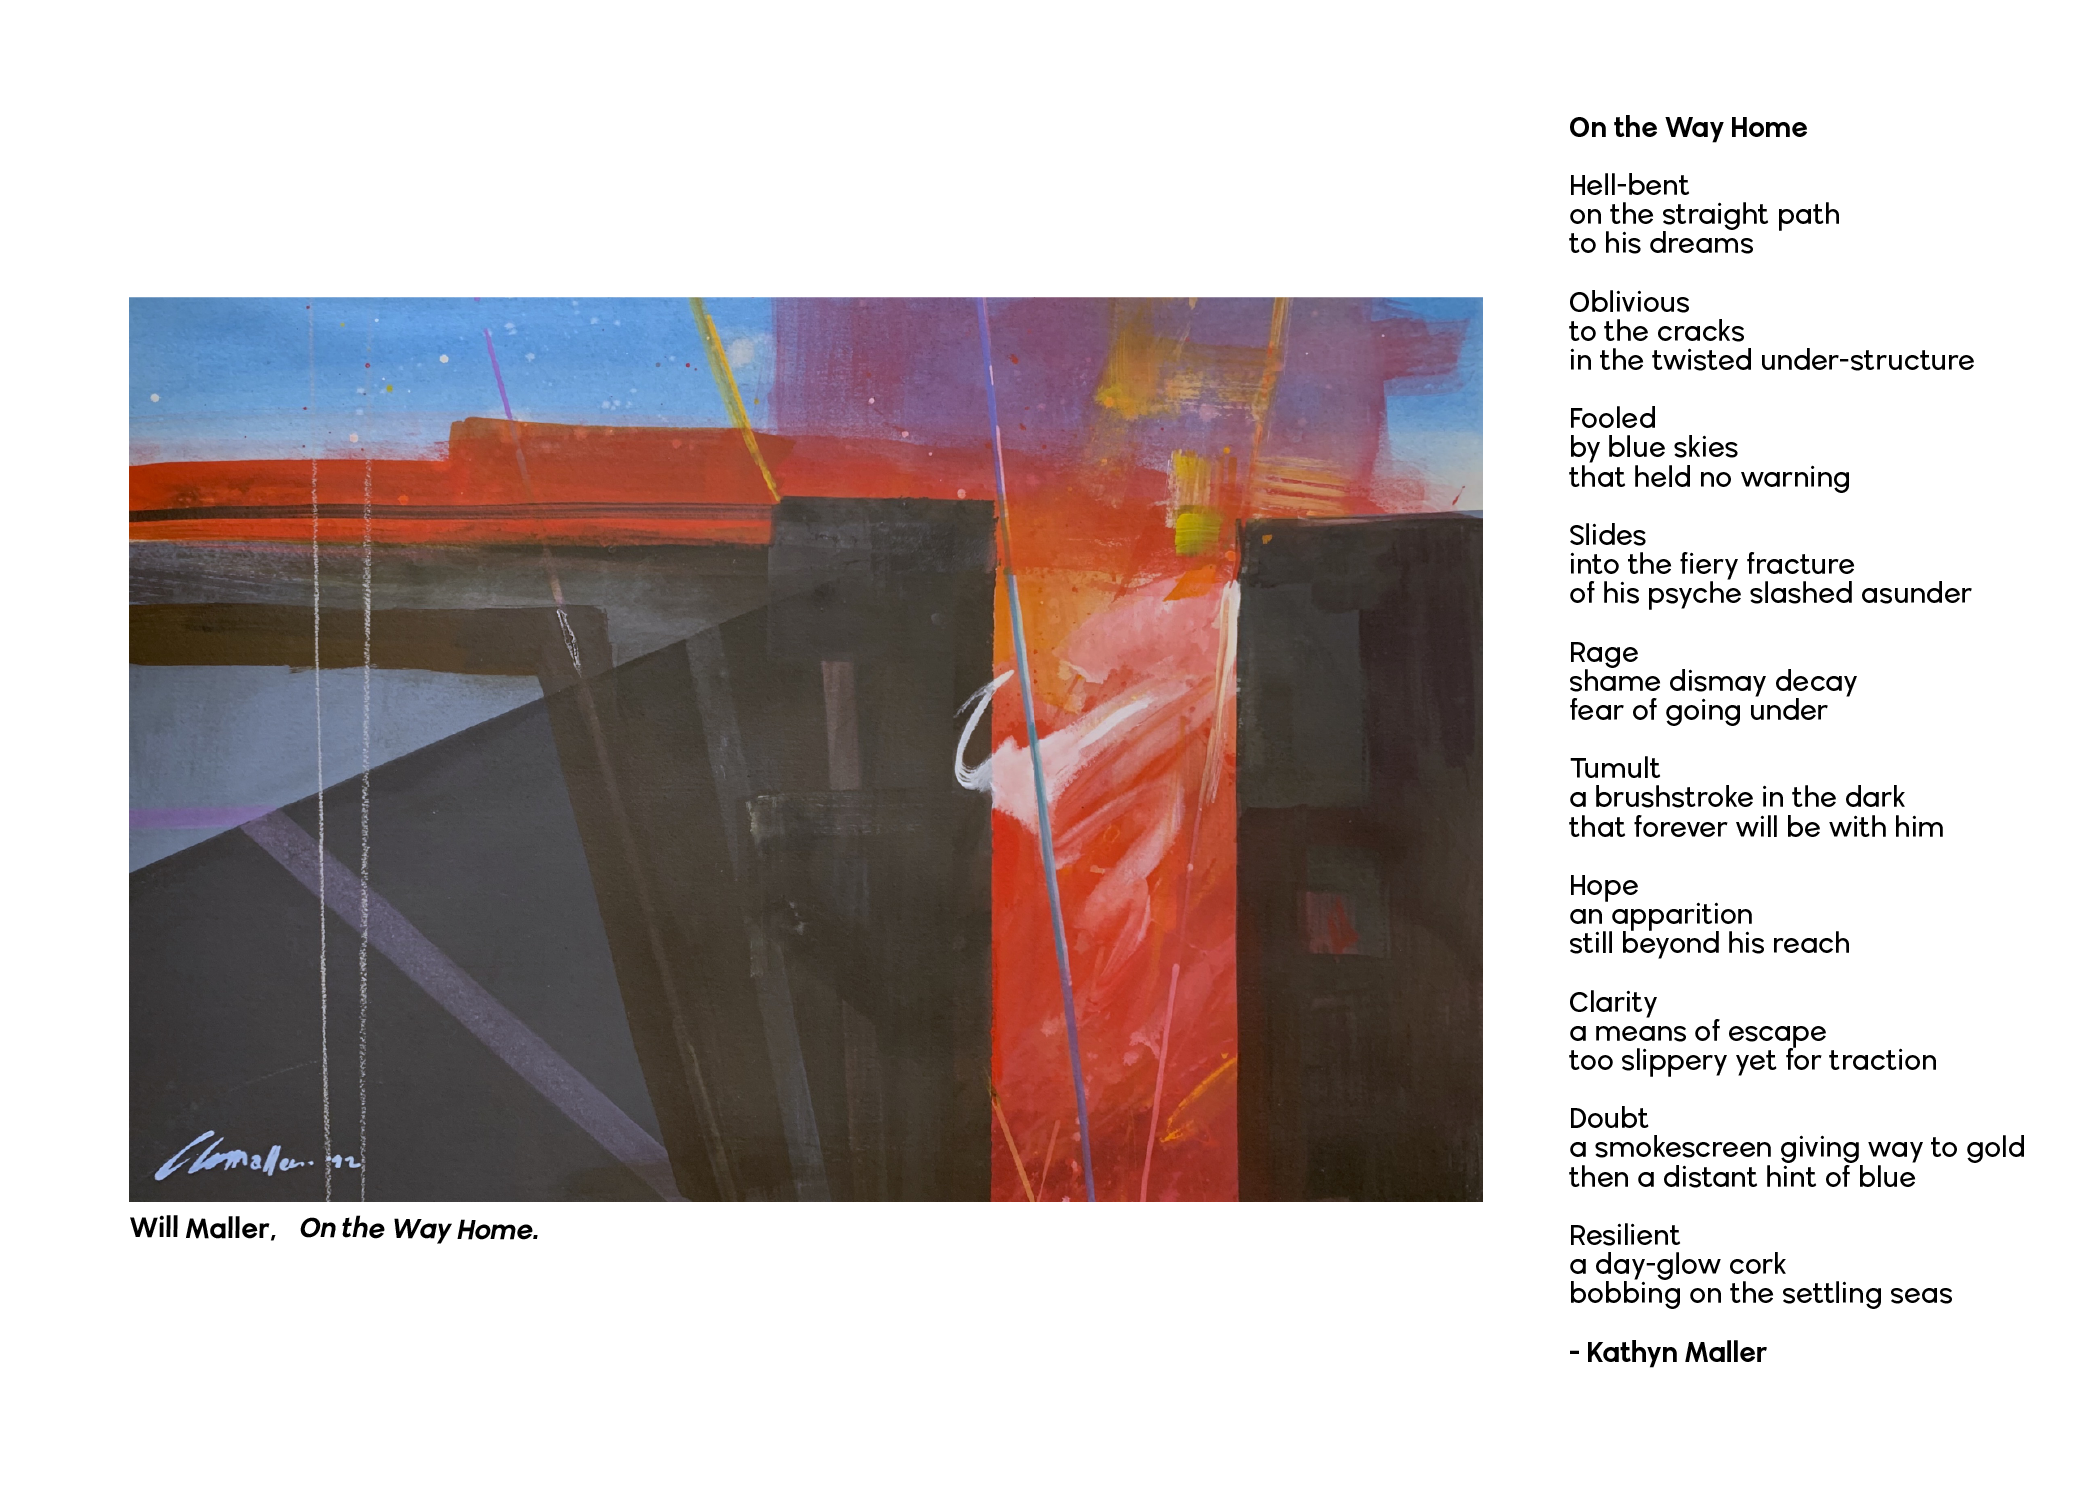 On the Way Home
Hell-bent
on the straight path
to his dreams
Oblivious
to the cracks
in the twisted under-structure
Fooled
by blue skies
that held no warning
Slides
into the fiery fracture
of his psyche slashed asunder
Rage
shame dismay decay
fear of going under
Tumult
a brushstroke in the dark
that forever will be with him
Hope
an apparition
still beyond his reach
Clarity
a means of escape
too slippery yet for traction
Doubt
a smokescreen giving way to gold
then a distant hint of blue
Resilient
a day-glow cork
bobbing on the settling seas
- Kathyn Maller
Will Maller, On the Way Home.